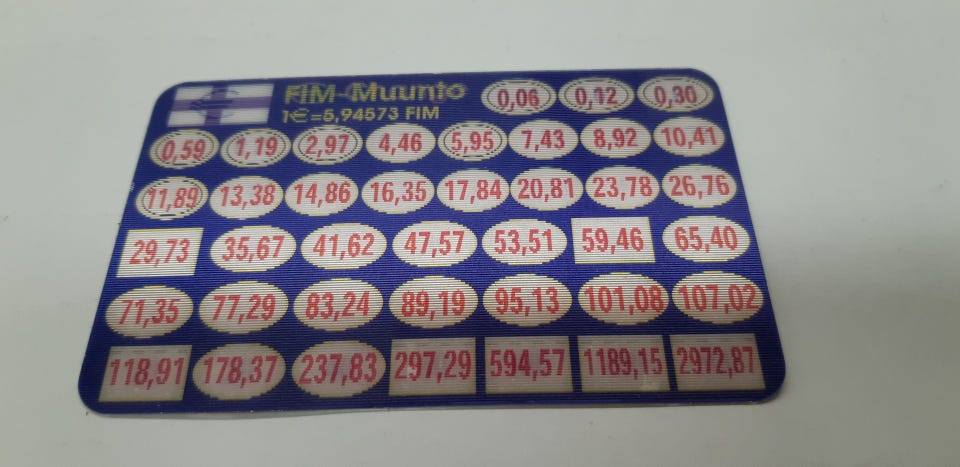 FIM-Muunto
1€=5,94573 FIM
0,06 0,12 0,30
0,59 1,19 2,97 4,46 5,95 7,43 8,92 10,41
11,89 13,38 14,86 16,35 17,84 20,81 23,78 26,76
29,73 35,67 41,62 47,57 53,51 59,46 65,40
71,35 77,29 83,24 89,19 95,13 101,08 107,02
118,91 178,37 237,83 297,29 594,57 1189,15 2972,87